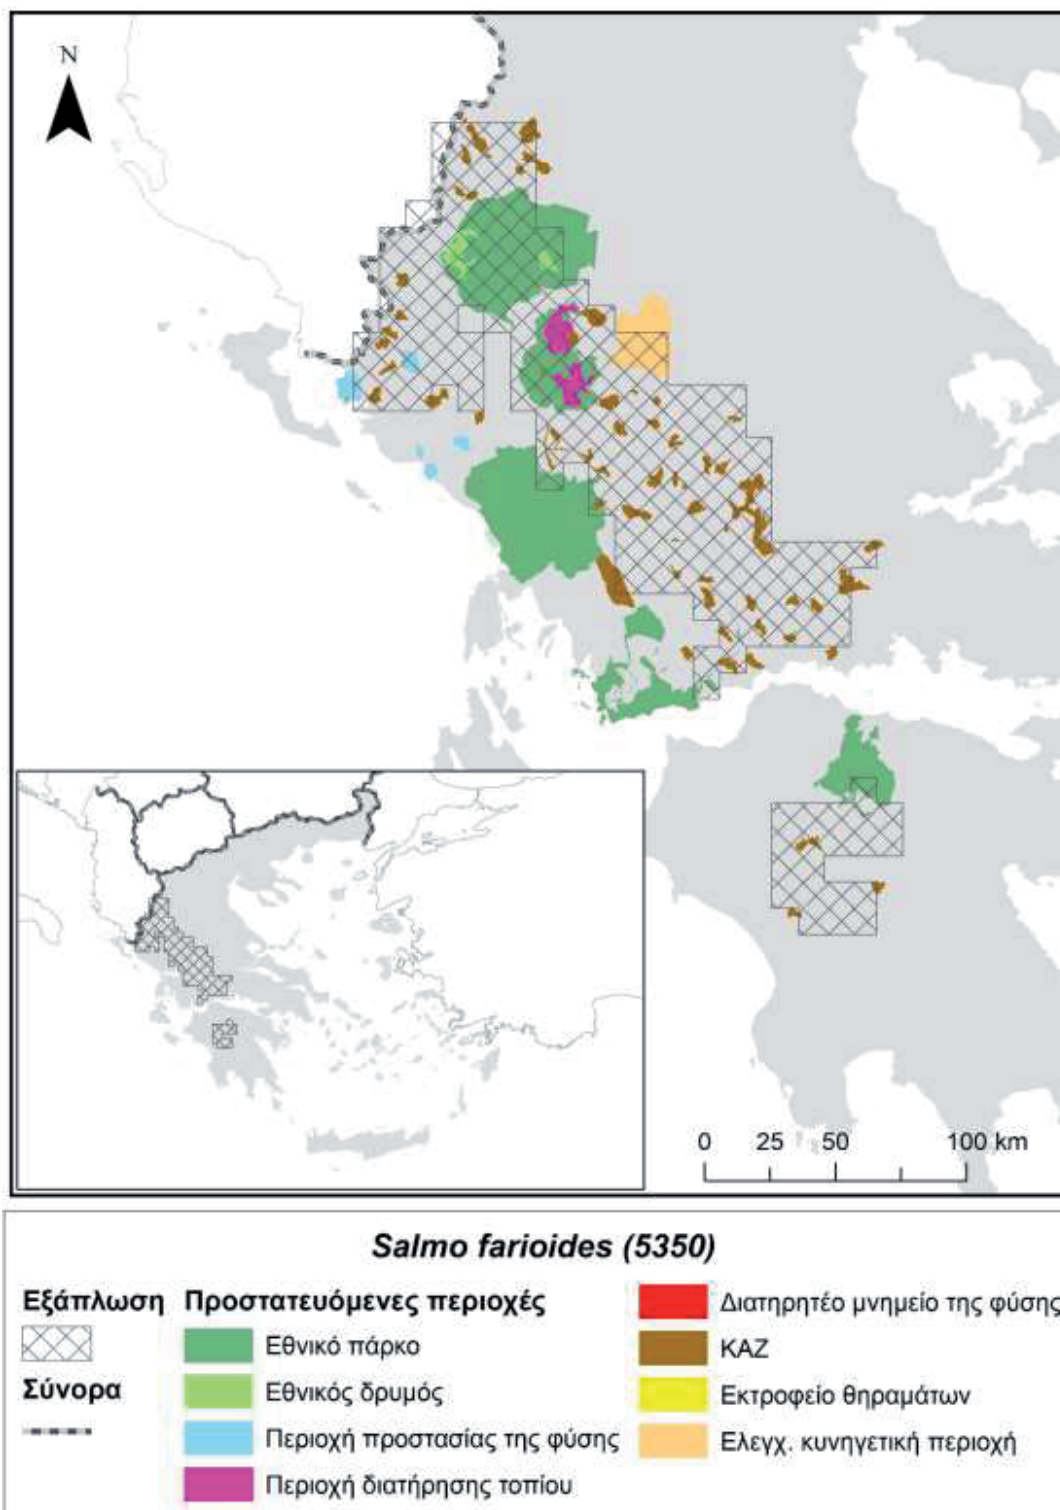 N
0 25 50 100 km
Salmo farioides (5350)
Εξάπλωση
Σύνορα
Προστατευόμενες περιοχές
Εθνικό πάρκο
Εθνικός δρυμός
Περιοχή προστασίας της φύσης
Περιοχή διατήρησης τοπίου
Διατηρητέο μνημείο της φύσης
ΚΑΖ
Εκτροφείο θηραμάτων
Ελεγχ. κυνηγετική περιοχή